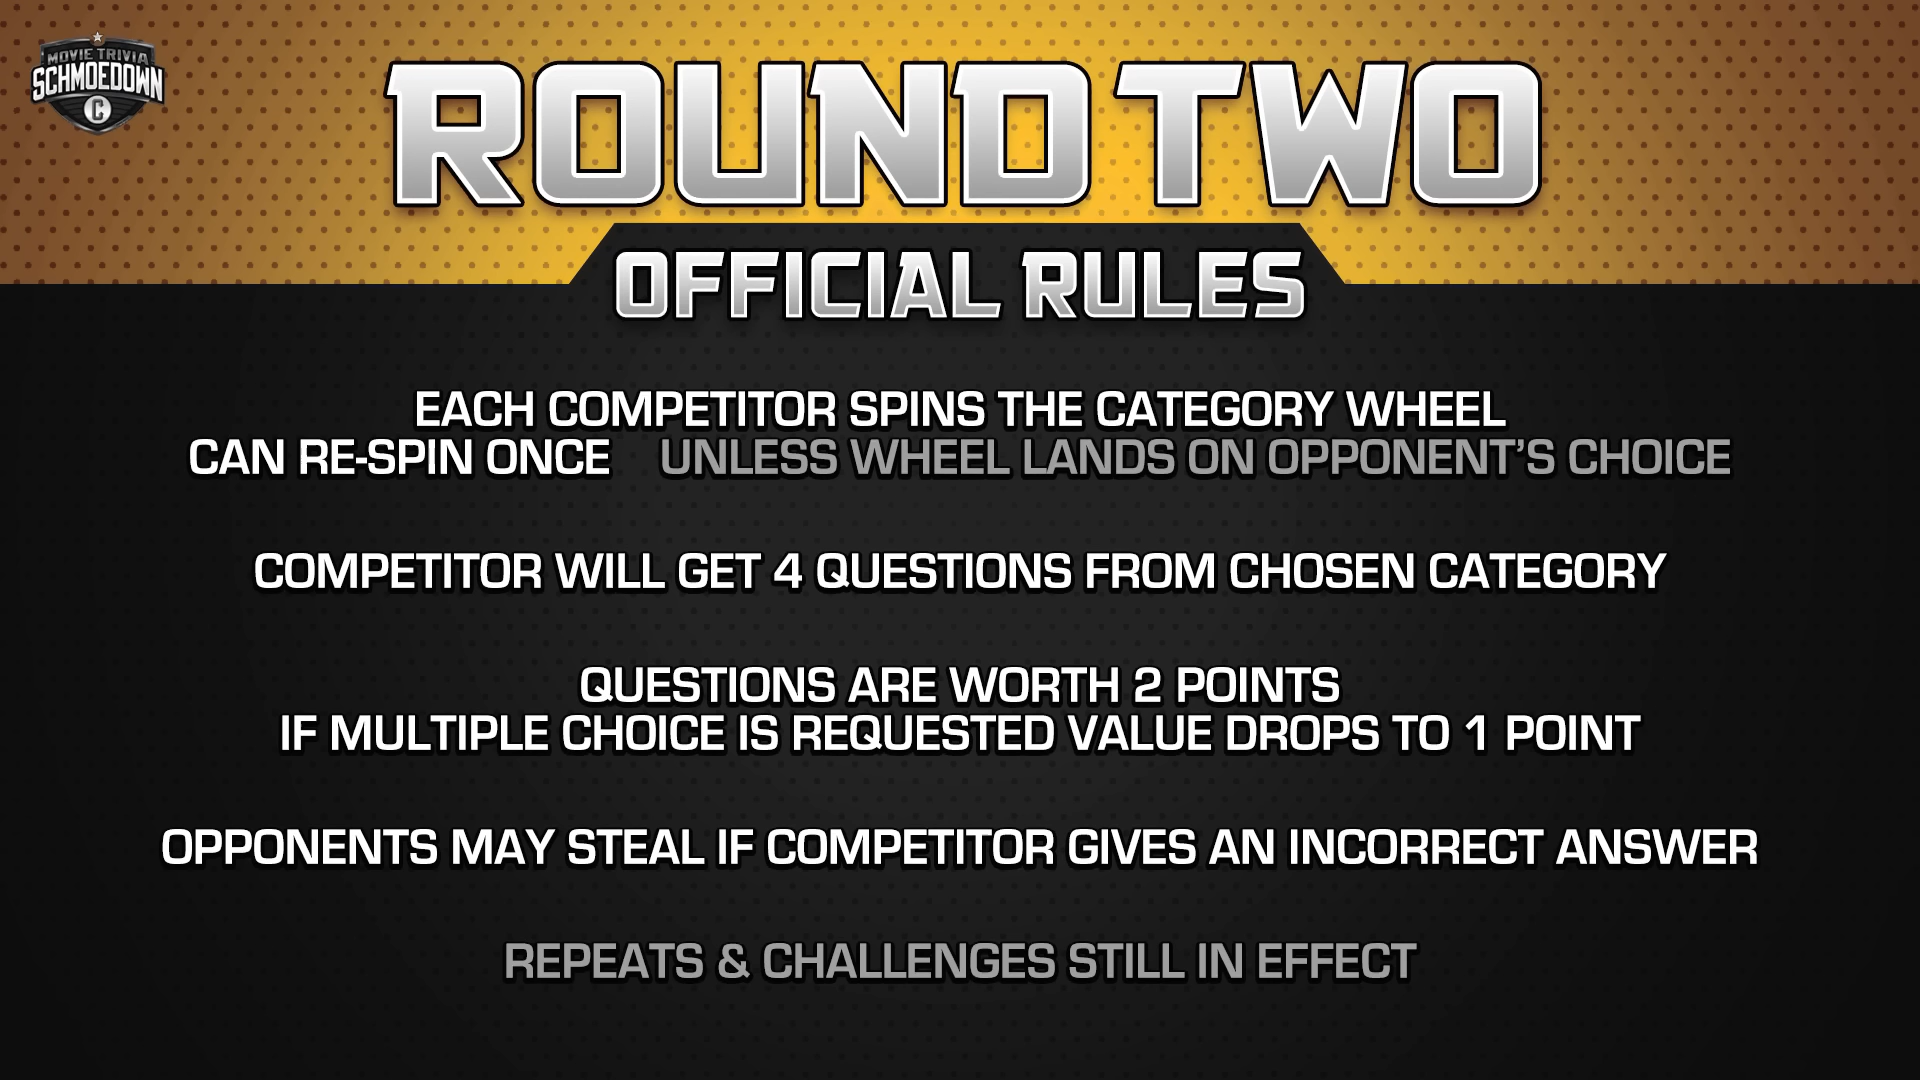 MOVIE TRIVIA
SCHMOEDOWN
C
ROUND TWO
OFFICIAL RULES
EACH COMPETITOR SPINS THE CATEGORY WHEEL
CAN RE-SPIN ONCE UNLESS WHEEL LANDS ON OPPONENT'S CHOICE
COMPETITOR WILL GET 4 QUESTIONS FROM CHOSEN CATEGORY
QUESTIONS ARE WORTH 2 POINTS
IF MULTIPLE CHOICE IS REQUESTED VALUE DROPS TO 1 POINT
OPPONENTS MAY STEAL IF COMPETITOR GIVES AN INCORRECT ANSWER
REPEATS & CHALLENGES STILL IN EFFECT